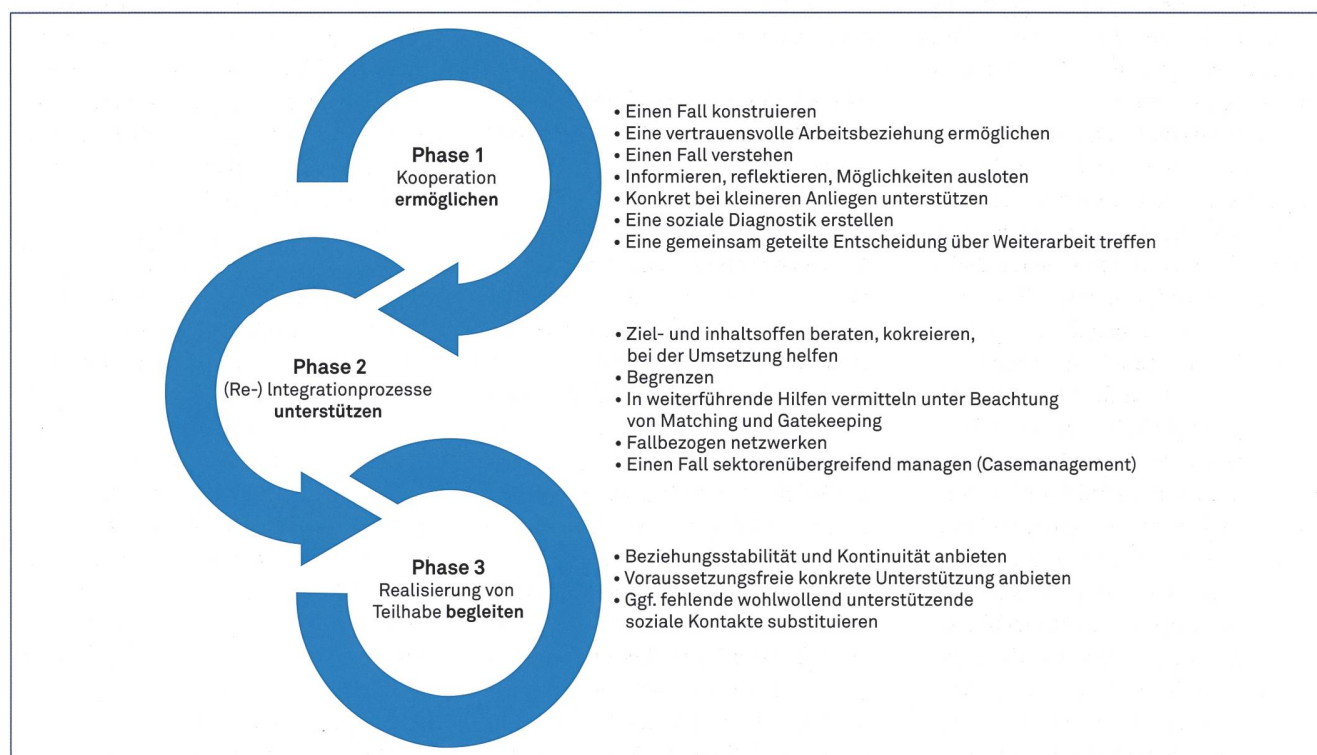 Phase 1
Kooperation
ermöglichen
• Einen Fall konstruieren
• Eine vertrauensvolle Arbeitsbeziehung ermöglichen
• Einen Fall verstehen
• Informieren, reflektieren, Möglichkeiten ausloten
• Konkret bei kleineren Anliegen unterstützen
• Eine soziale Diagnostik erstellen
• Eine gemeinsam geteilte Entscheidung über Weiterarbeit treffen
Phase 2
(Re-) Integrationprozesse
unterstützen
• Ziel- und inhaltsoffen beraten, kokreieren,
bei der Umsetzung helfen
• Begrenzen
• In weiterführende Hilfen vermitteln unter Beachtung
von Matching und Gatekeeping
• Fallbezogen netzwerken
• Einen Fall sektorenübergreifend managen (Casemanagement)
Phase 3
Realisierung von
Teilhabe begleiten
• Beziehungsstabilität und Kontinuität anbieten
• Voraussetzungsfreie konkrete Unterstützung anbieten
• Ggf. fehlende wohlwollend unterstützende
soziale Kontakte substituieren